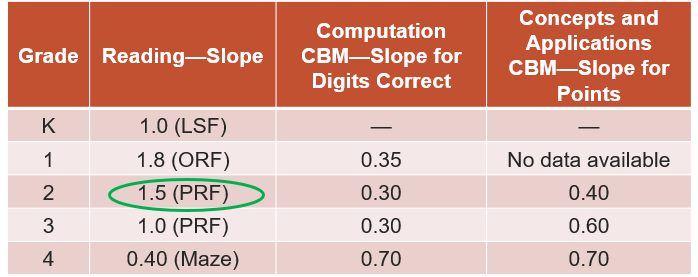 Grade Reading—Slope Computation CBM—Slope for Digits Correct Concepts and Applications CBM—Slope for Points
K 1.0 (LSF) — —
1 1.8 (ORF) 0.35 No data available
2 1.5 (PRF) 0.30 0.40
3 1.0 (PRF) 0.30 0.60
4 0.40 (Maze) 0.70 0.70